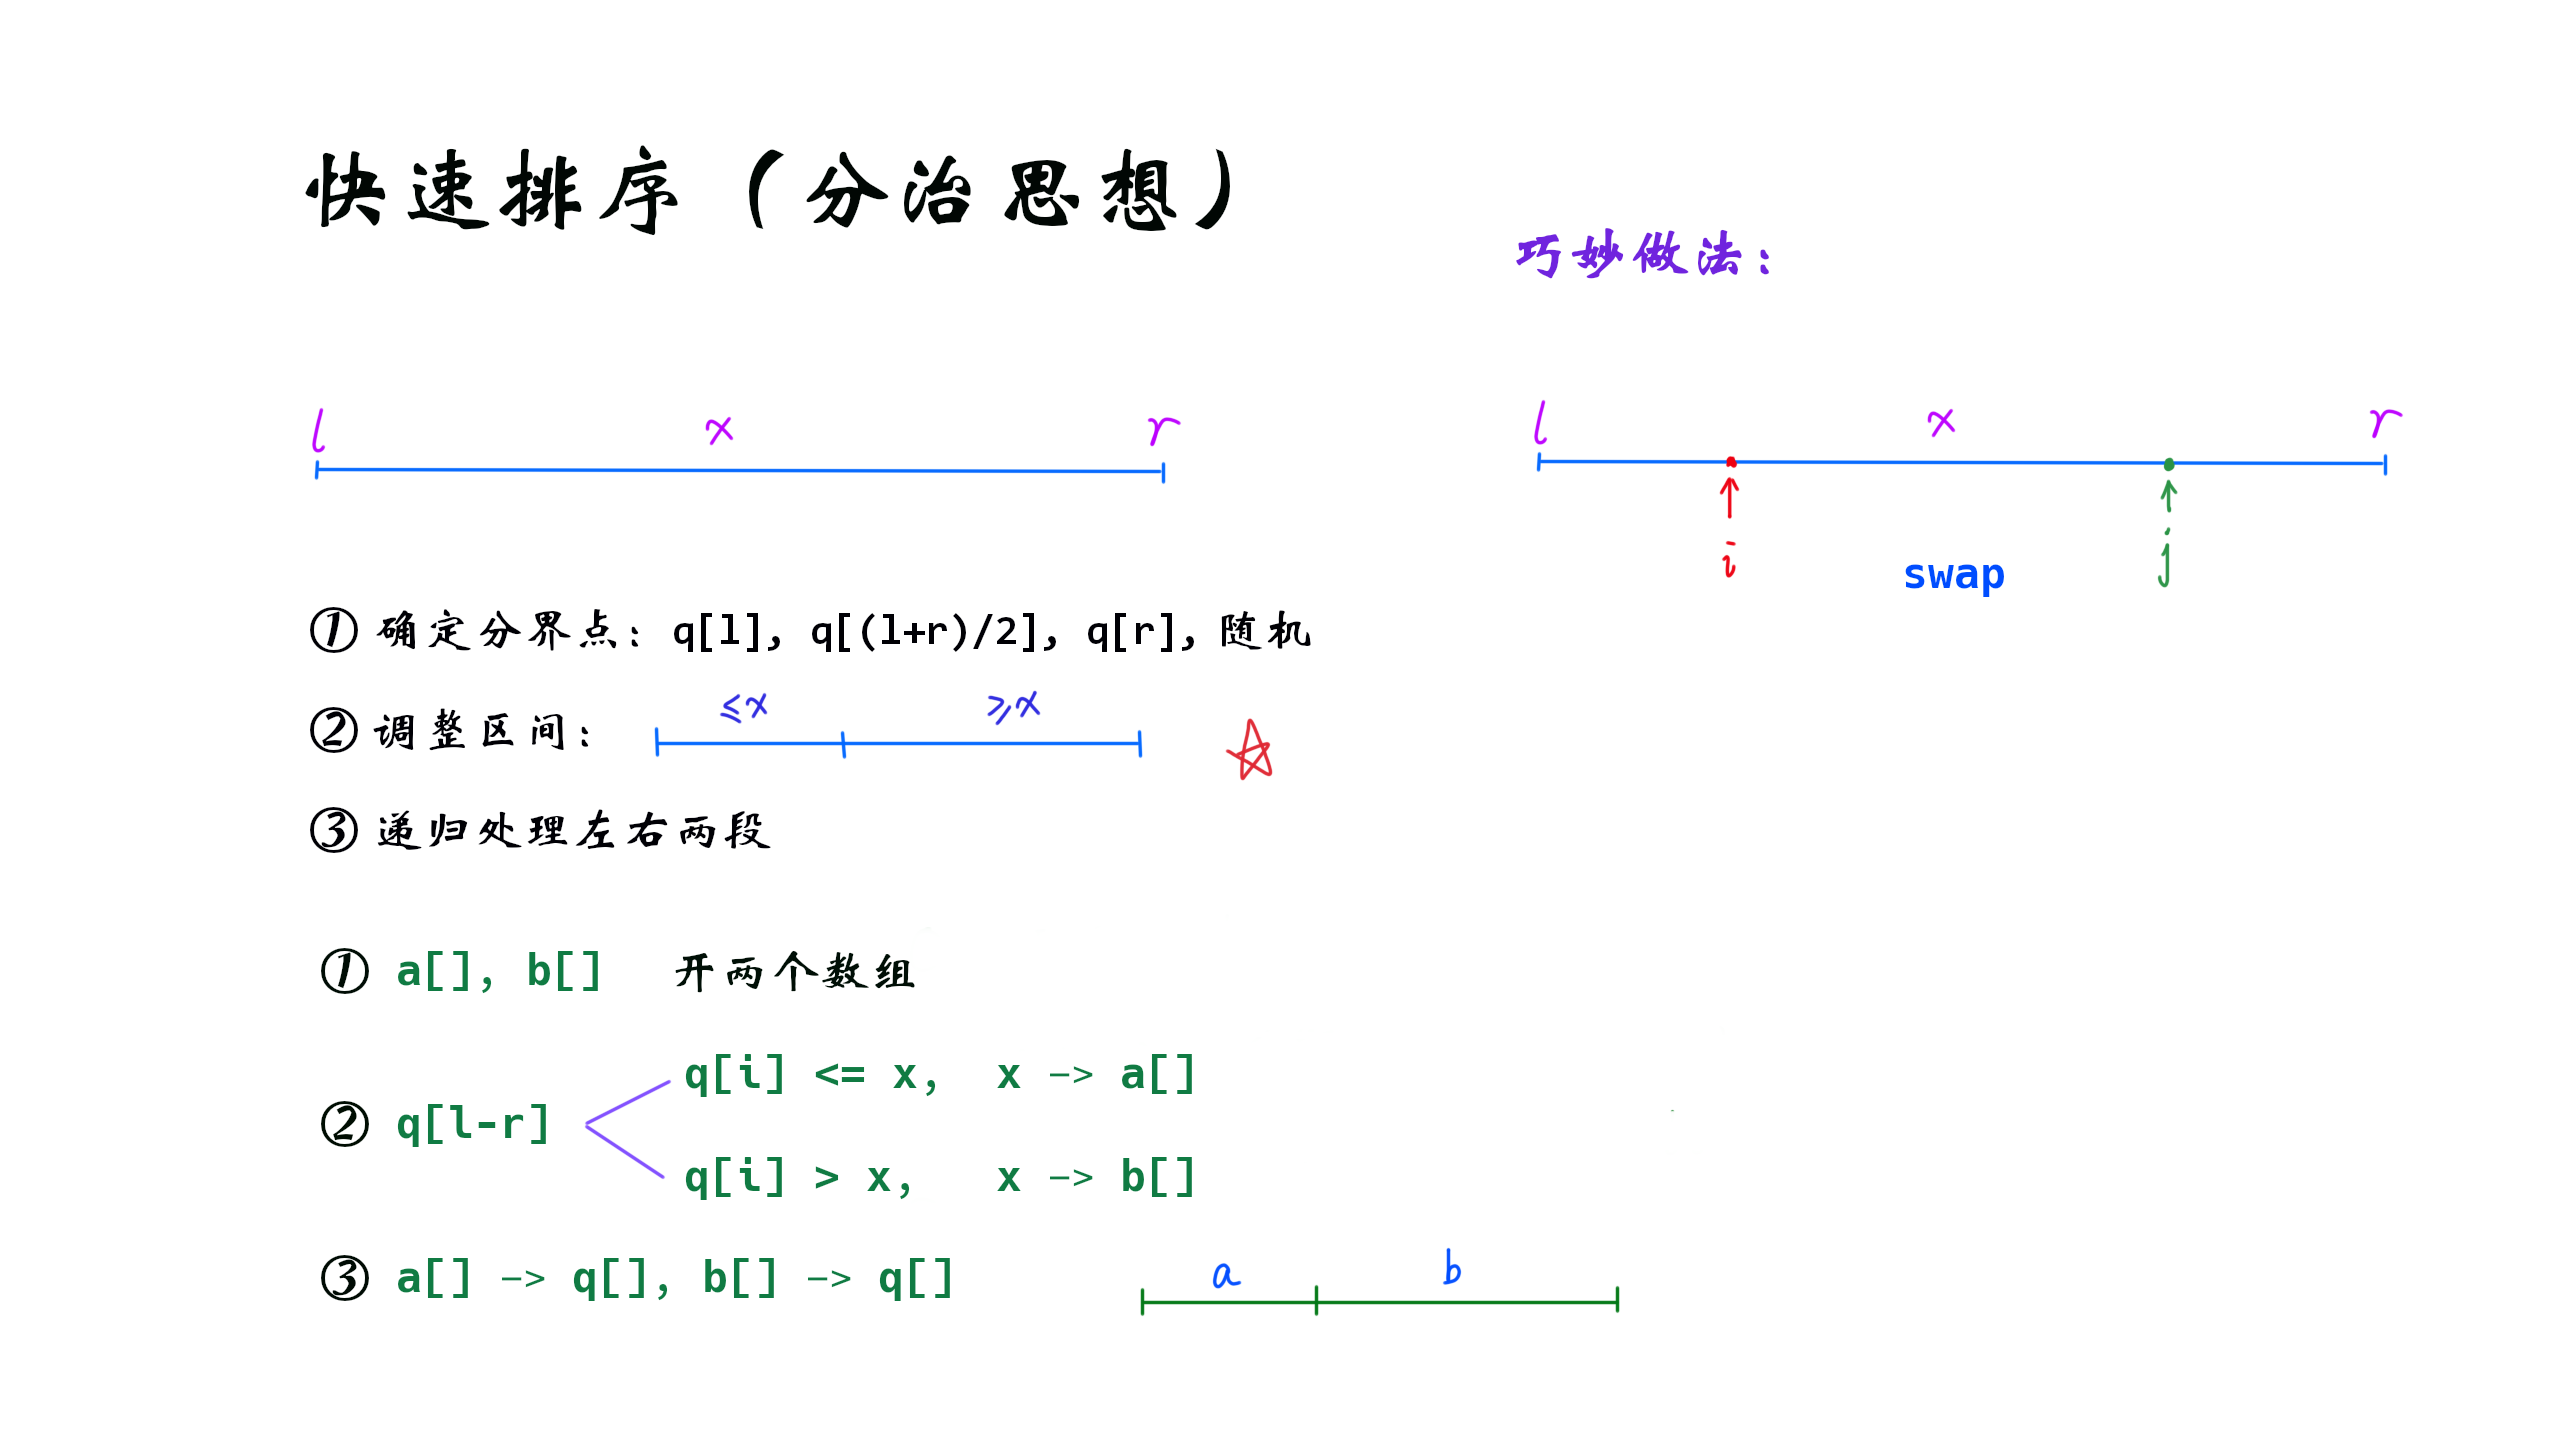 快速排序（分治思想）
l x r
① 确定分界点：q[l]，q[(l+r)/2]，q[r]，随机
② 调整区间：
≤x ≥x
③ 递归处理左右两段
① a[]，b[] 开两个数组
② q[l-r]
q[i] <= x， x -> a[]
q[i] > x， x -> b[]
③ a[] -> q[]，b[] -> q[]
a b
巧妙做法：
l x r
i swap j